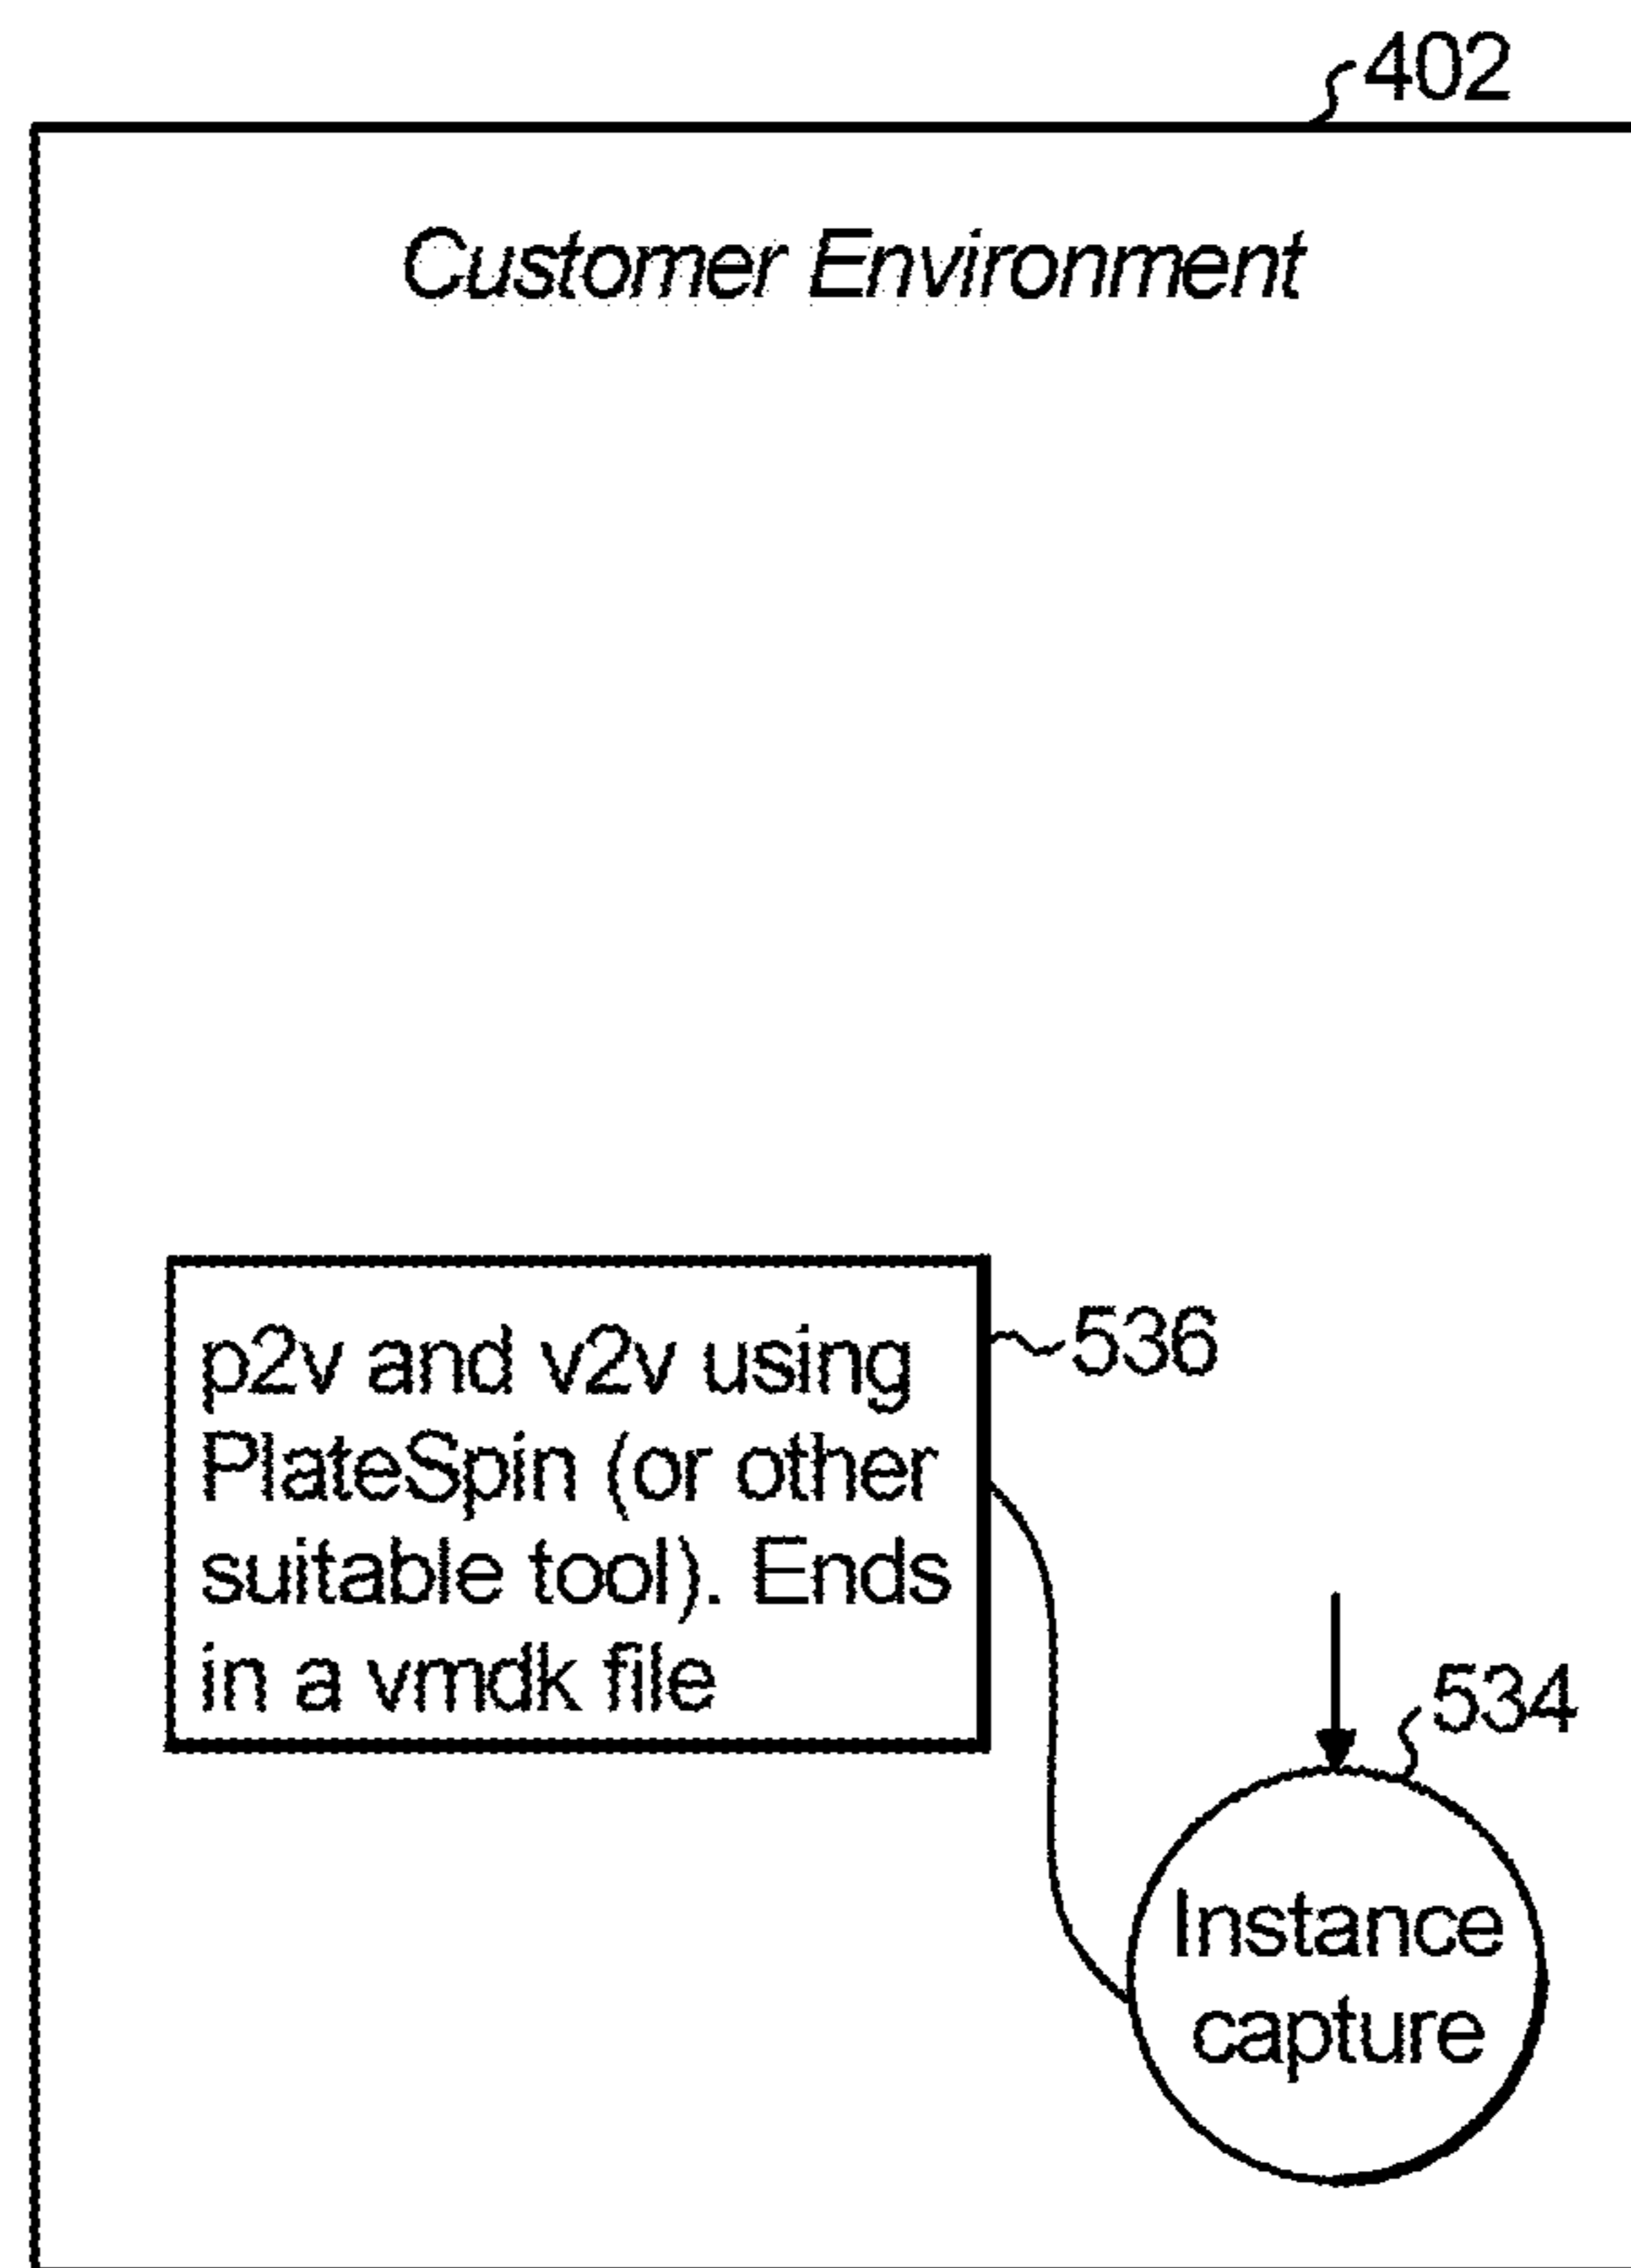 402
Customer Environment
p2v and v2v using
PlateSpin (or other
suitable tool). Ends
in a vmdk file
536
534
Instance
capture